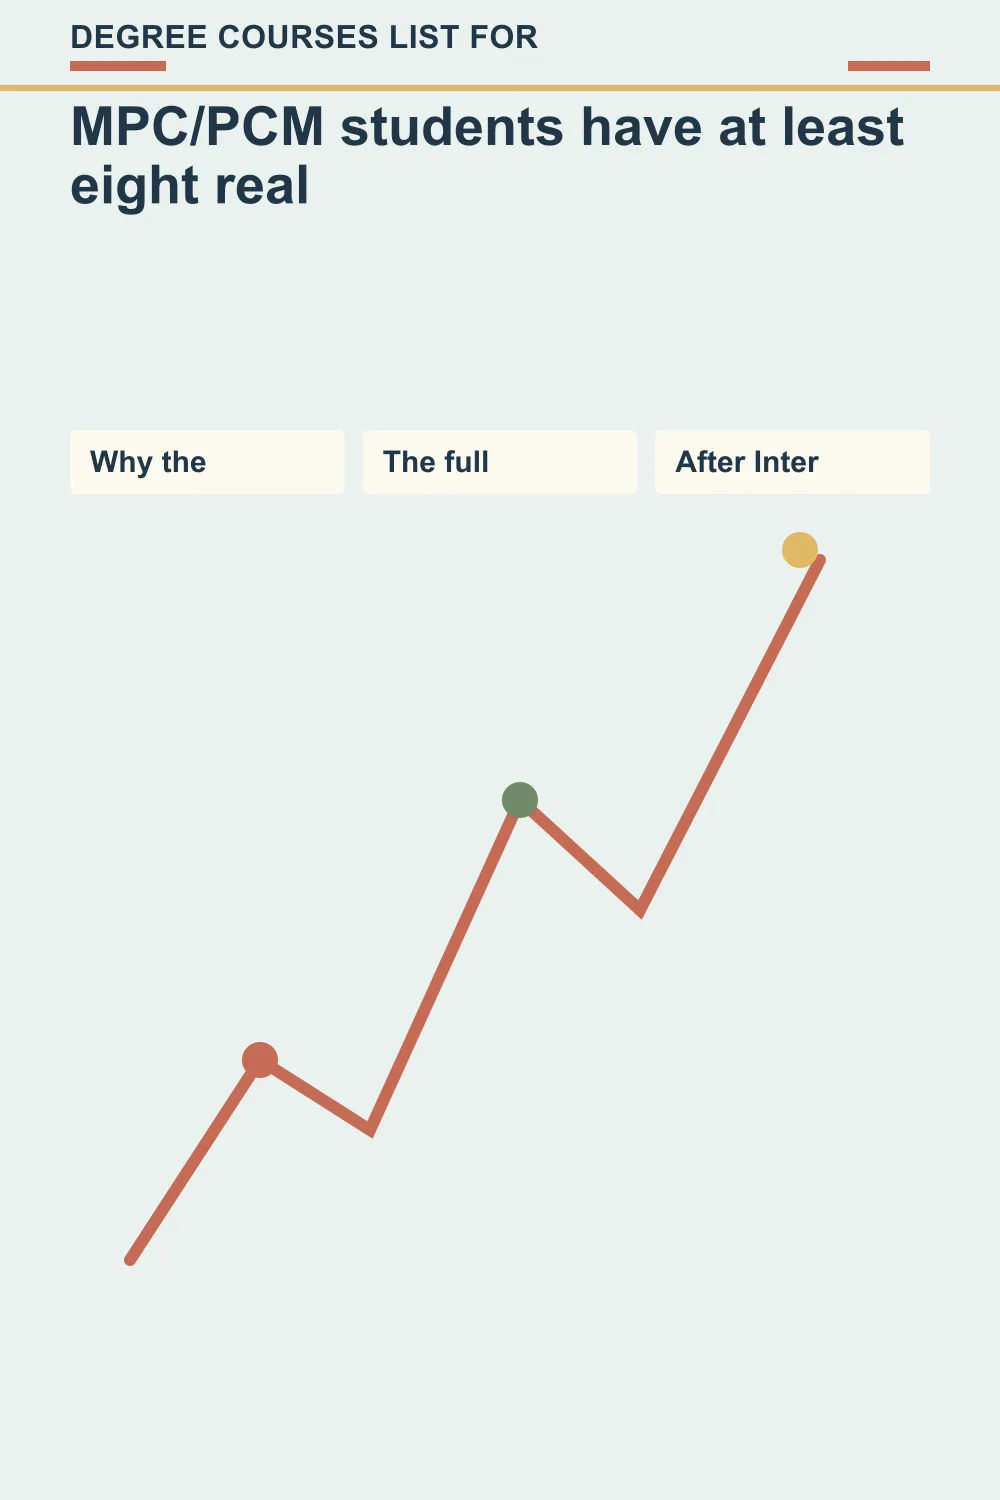 DEGREE COURSES LIST FOR
MPC/PCM students have at least
eight real
Why the
The full
After Inter